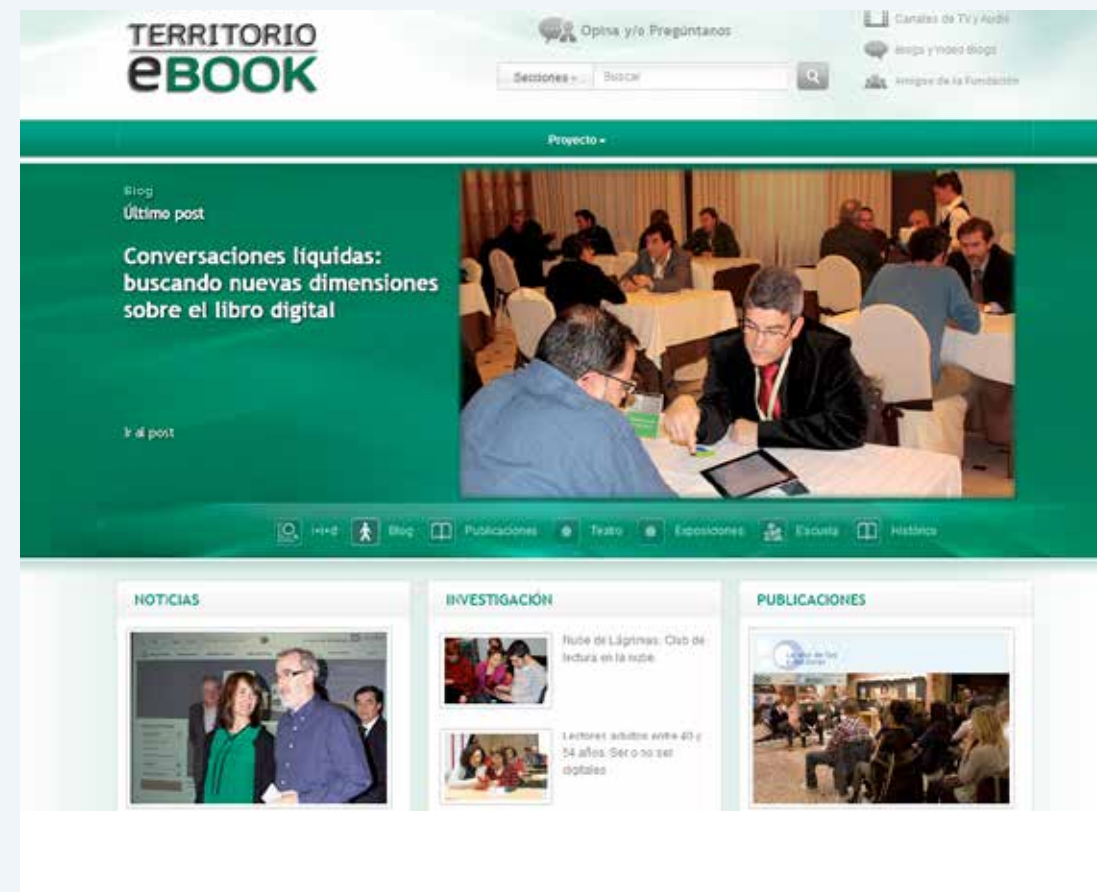 TERRITORIO
eBOOK
Opina y/o Pregúntanos
Secciones
Buscar
Canales de TV y Audio
Blogs y Video Blogs
Amigos de la Fundación
Proyecto
Blog
Último post
Conversaciones líquidas:
buscando nuevas dimensiones
sobre el libro digital
Ir al post
I+I+d
Blog
Publicaciones
Teatro
Exposiciones
Escuela
Histórico
NOTICIAS
INVESTIGACIÓN
PUBLICACIONES
Nube de Lágrimas. Club de
lectura en la nube
Lectores adultos entre 40 y
54 años. Ser o no ser
digitales